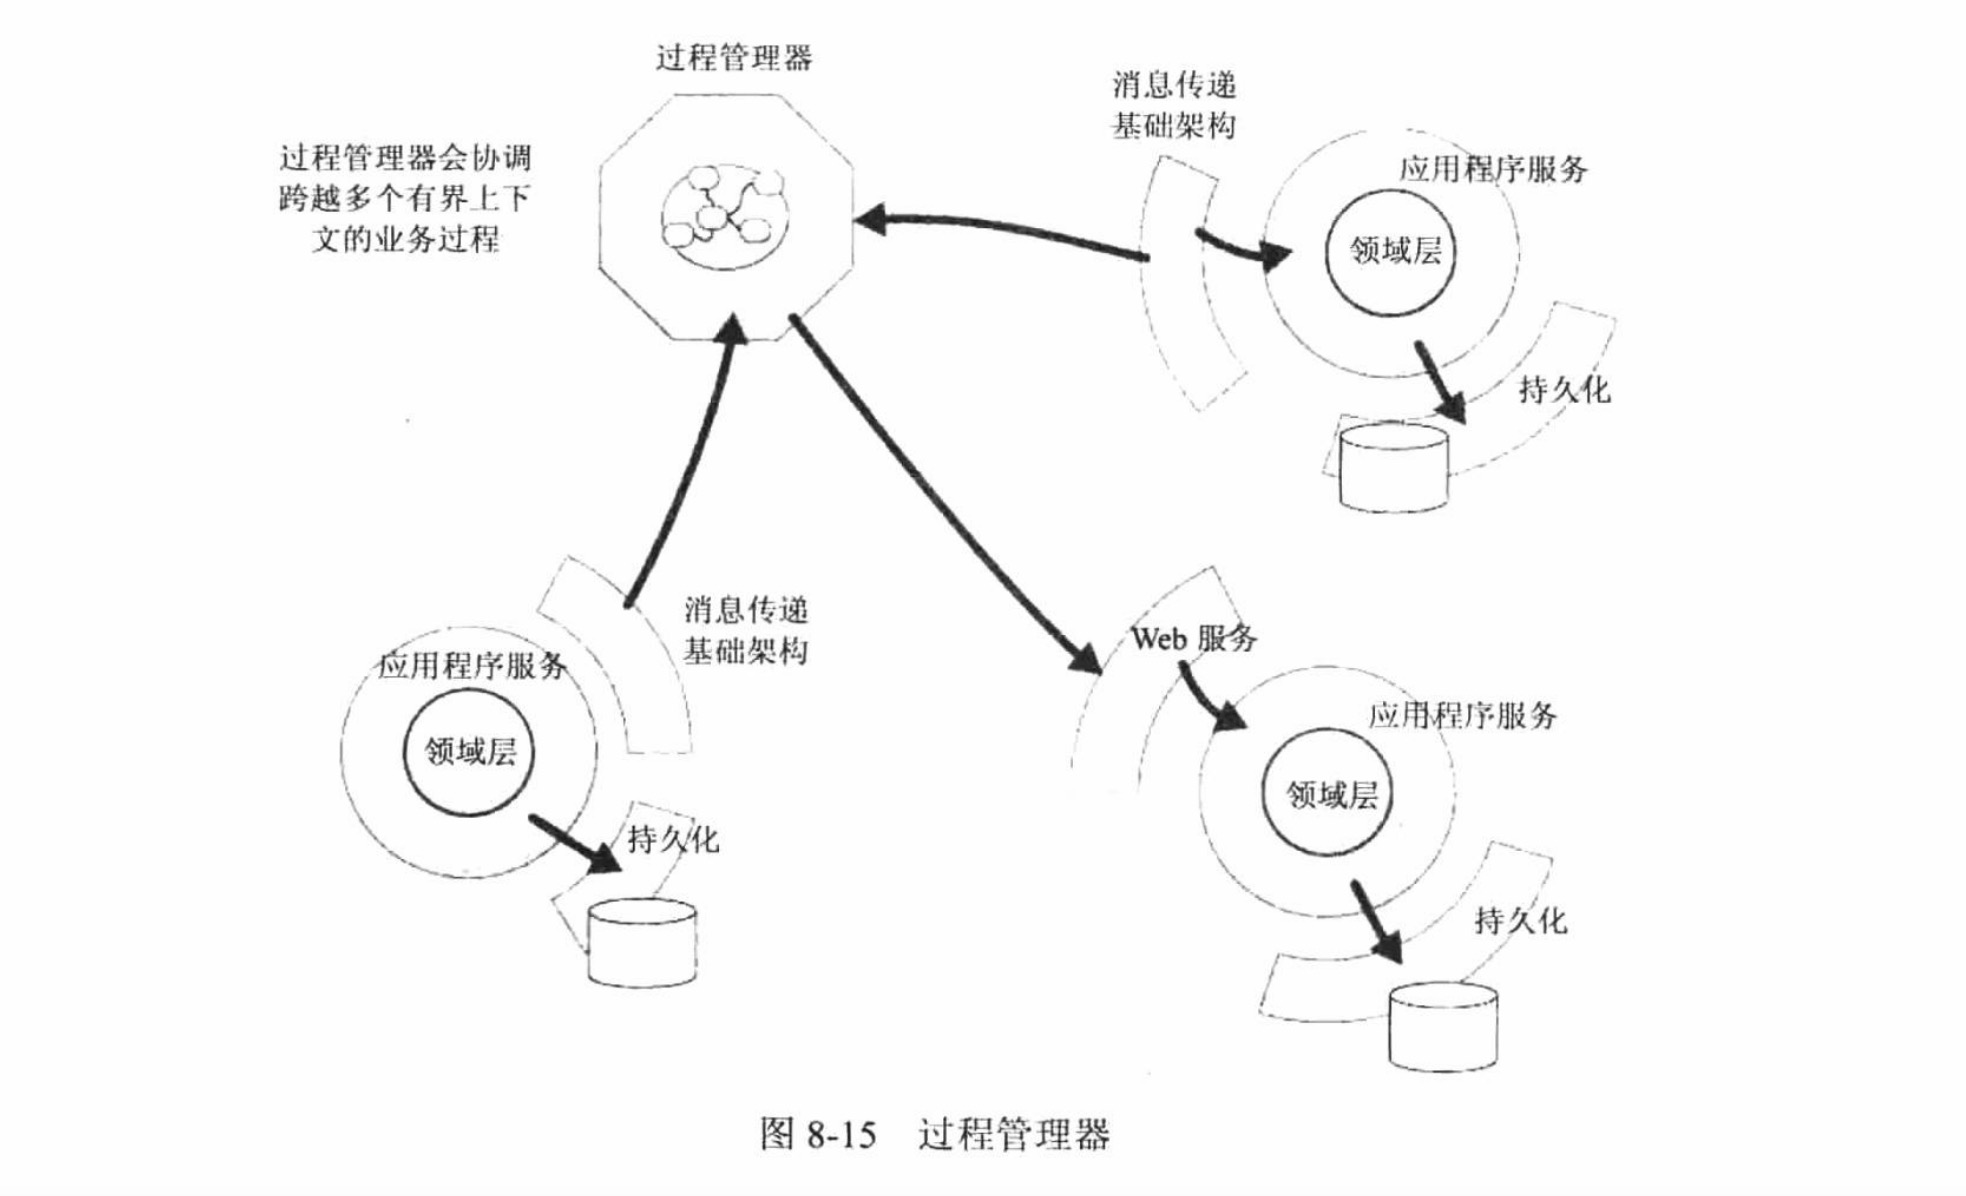 过程管理器
过程管理器会协调
跨越多个有界上下
文的业务过程
消息传递
基础架构
应用程序服务
领域层
持久化
消息传递
基础架构
应用程序服务
领域层
持久化
Web 服务
应用程序服务
领域层
持久化
图 8-15 过程管理器